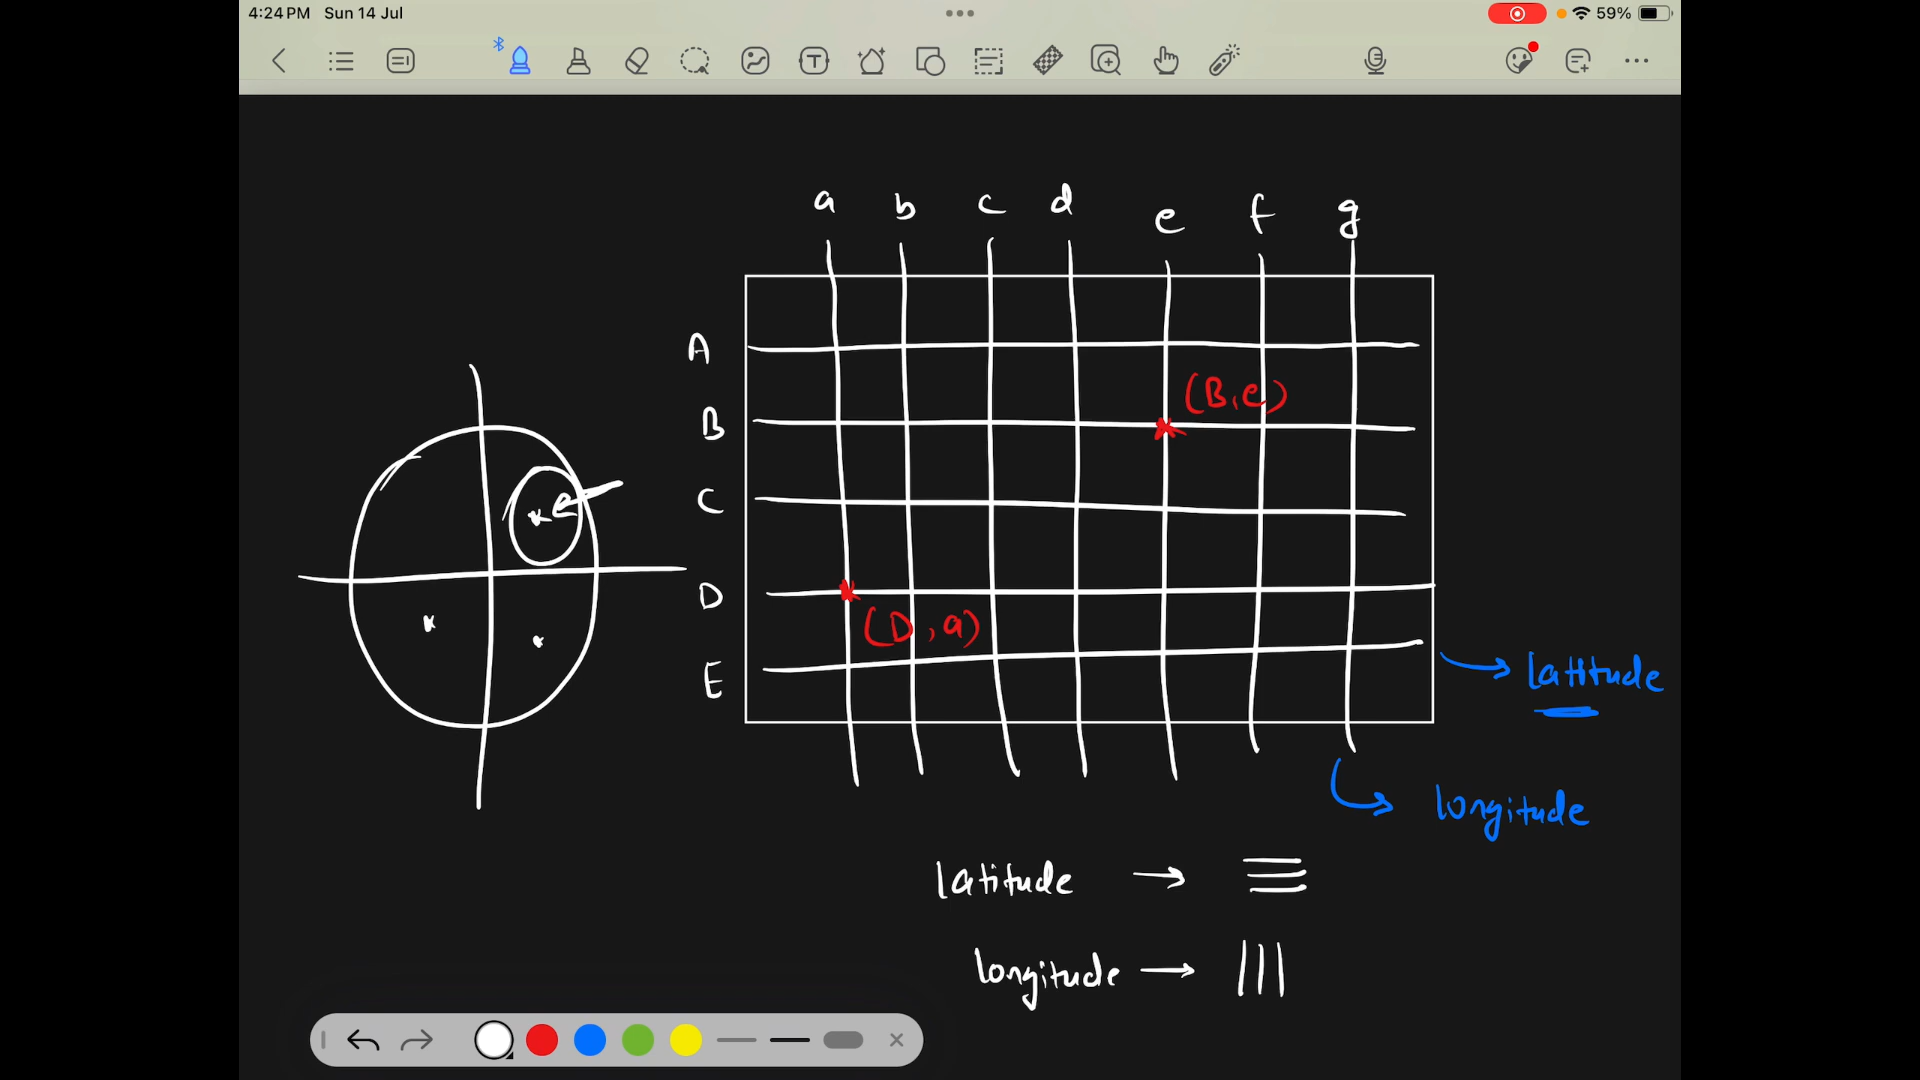 4:24 PM Sun 14 Jul
59%
T
a b c d e f g
A
(B,e)
B
C
D
(D,a)
E
latitude
longitude
latitude →
longitude →